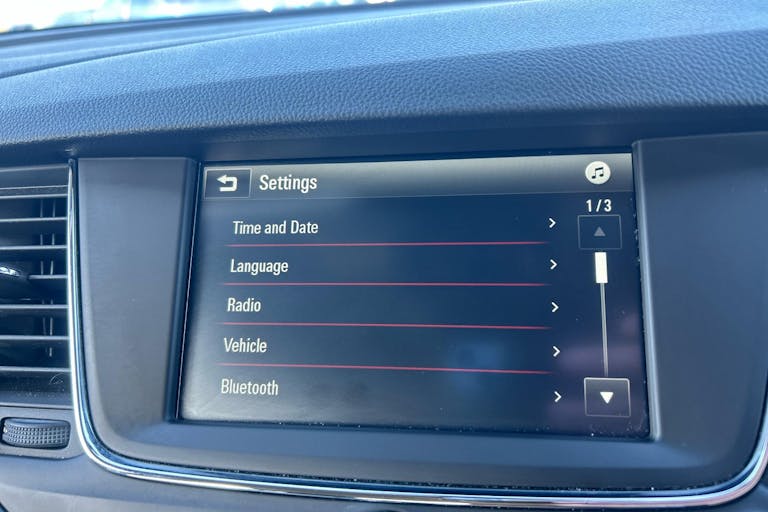 Settings
1/3
Time and Date
Language
Radio
Vehicle
Bluetooth